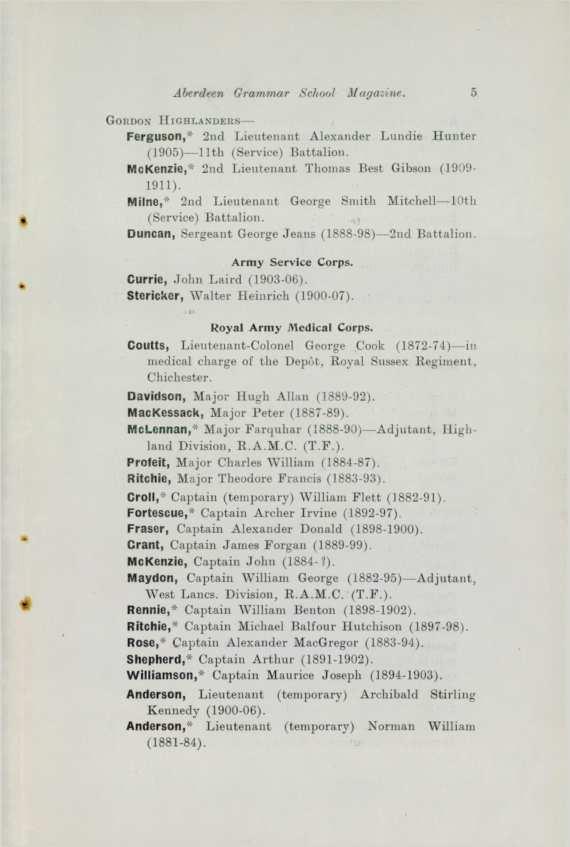 Aberdeen Grammar School Magazine. 5
GORDON HIGHLANDERS—
Ferguson,* 2nd Lieutenant Alexander Lundie Hunter
(1905)—11th (Service) Battalion.
McKenzie,* 2nd Lieutenant Thomas Best Gibson (1909-
1911).
Milne,* 2nd Lieutenant George Smith Mitchell—10th
(Service) Battalion.
Duncan, Sergeant George Jeans (1888-98)—2nd Battalion.
Army Service Corps.
Currie, John Laird (1903-06).
Stericker, Walter Heinrich (1900-07).
Royal Army Medical Corps.
Coutts, Lieutenant-Colonel George Cook (1872-74)—in
medical charge of the Depôt, Royal Sussex Regiment,
Chichester.
Davidson, Major Hugh Allan (1889-92).
MacKessack, Major Peter (1887-89).
McLennan,* Major Farquhar (1888-90)—Adjutant, High-
land Division, R.A.M.C. (T.F.).
Profeit, Major Charles William (1884-87).
Ritchie, Major Theodore Francis (1883-93).
Croll,* Captain (temporary) William Flett (1882-91).
Fortescue,* Captain Archer Irvine (1892-97).
Fraser, Captain Alexander Donald (1898-1900).
Grant, Captain James Forgan (1889-99).
McKenzie, Captain John (1884-?).
Maydon, Captain William George (1882-95)—Adjutant,
West Lancs. Division, R.A.M.C. (T.F.).
Rennie,* Captain William Benton (1898-1902).
Ritchie,* Captain Michael Balfour Hutchison (1897-98).
Rose,* Captain Alexander MacGregor (1883-94).
Shepherd,* Captain Arthur (1891-1902).
Williamson,* Captain Maurice Joseph (1894-1903).
Anderson, Lieutenant (temporary) Archibald Stirling
Kennedy (1900-06).
Anderson,* Lieutenant (temporary) Norman William
(1881-84).